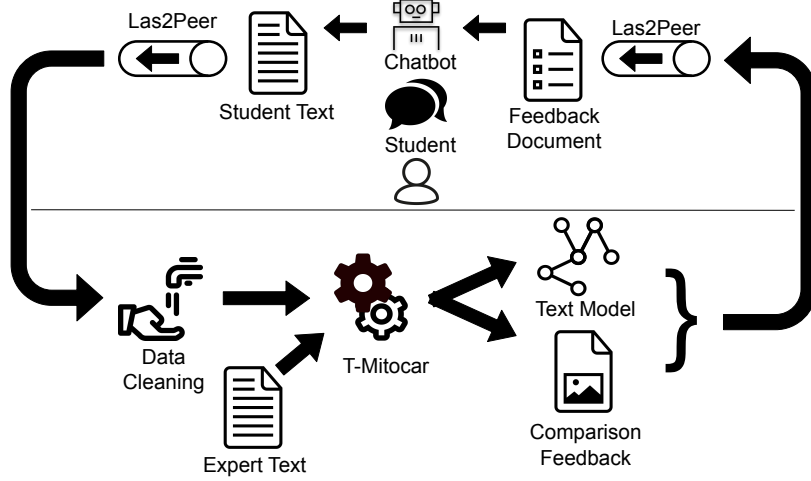 Las2Peer
Student Text
Chatbot
Student
Feedback
Document
Las2Peer
Data
Cleaning
Expert Text
T-Mitocar
Text Model
Comparison
Feedback